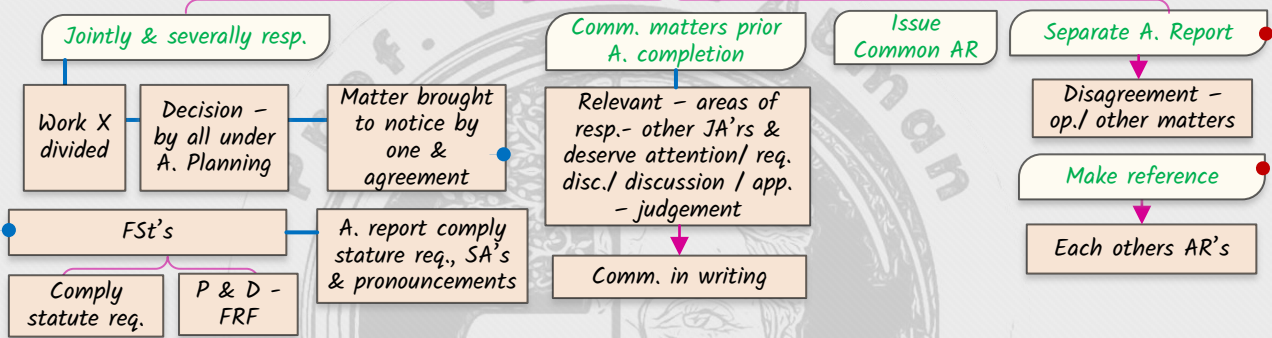 Jointly & severally resp.
Work X
divided
Decision –
by all under
A. Planning
Matter brought
to notice by
one &
agreement
FSt's
Comply
statute req.
P & D -
FRF
A. report comply
stature req., SA's
& pronouncements
Comm. matters prior
A. completion
Relevant – areas of
resp.- other JA'rs &
deserve attention/ req.
disc./ discussion / app.
– judgement
Comm. in writing
Issue
Common AR
Separate A. Report
Disagreement –
op./ other matters
Make reference
Each others AR's